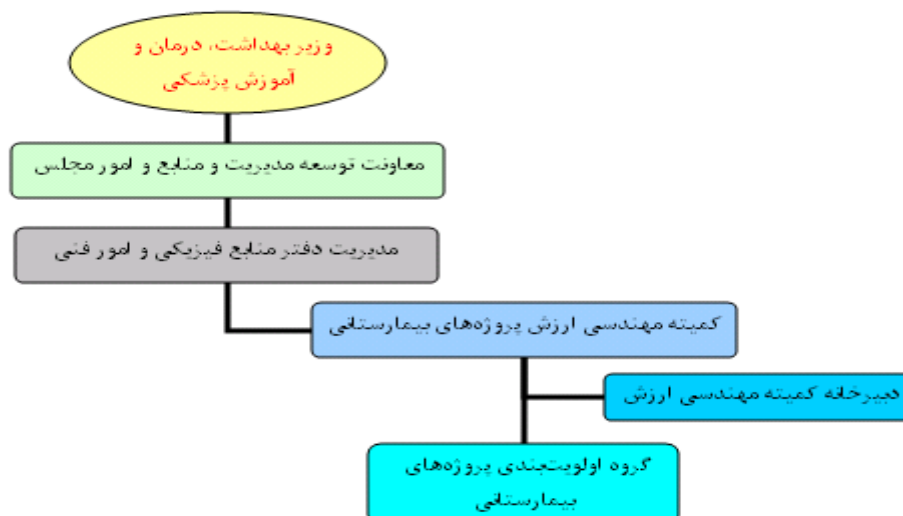 وزیر بهداشت، درمان و
آموزش پزشکی
معاونت توسعه مدیریت و منابع و امور مجلس
مدیریت دفتر منابع فیزیکی و امور فنی
کمیته مهندسی ارزش پروژه‌های بیمارستانی
دبیرخانه کمیته مهندسی ارزش
گروه اولویت‌بندی پروژه‌های
بیمارستانی